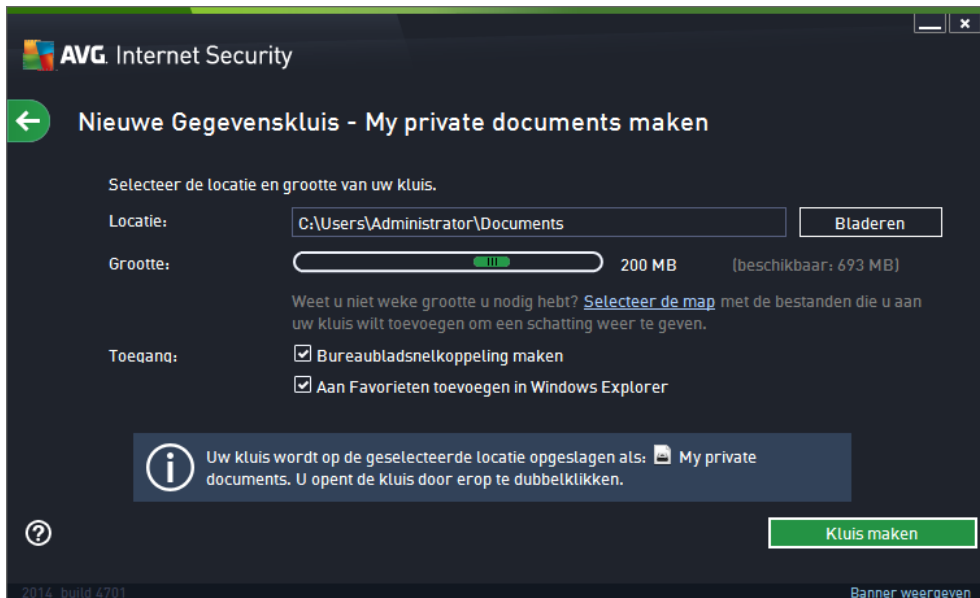 AVG. Internet Security
Nieuwe Gegevenskluis - My private documents maken
Selecteer de locatie en grootte van uw kluis.
Locatie: C:\Users\Administrator\Documents Bladeren
Grootte: 200 MB (beschikbaar: 693 MB)
Weet u niet weke grootte u nodig hebt? Selecteer de map met de bestanden die u aan
uw kluis wilt toevoegen om een schatting weer te geven.
Toegang: Bureaubladsnelkoppeling maken
Aan Favorieten toevoegen in Windows Explorer
Uw kluis wordt op de geselecteerde locatie opgeslagen als: My private
documents. U opent de kluis door erop te dubbelklikken.
Kluis maken
2014 build 4701 Banner weergeven